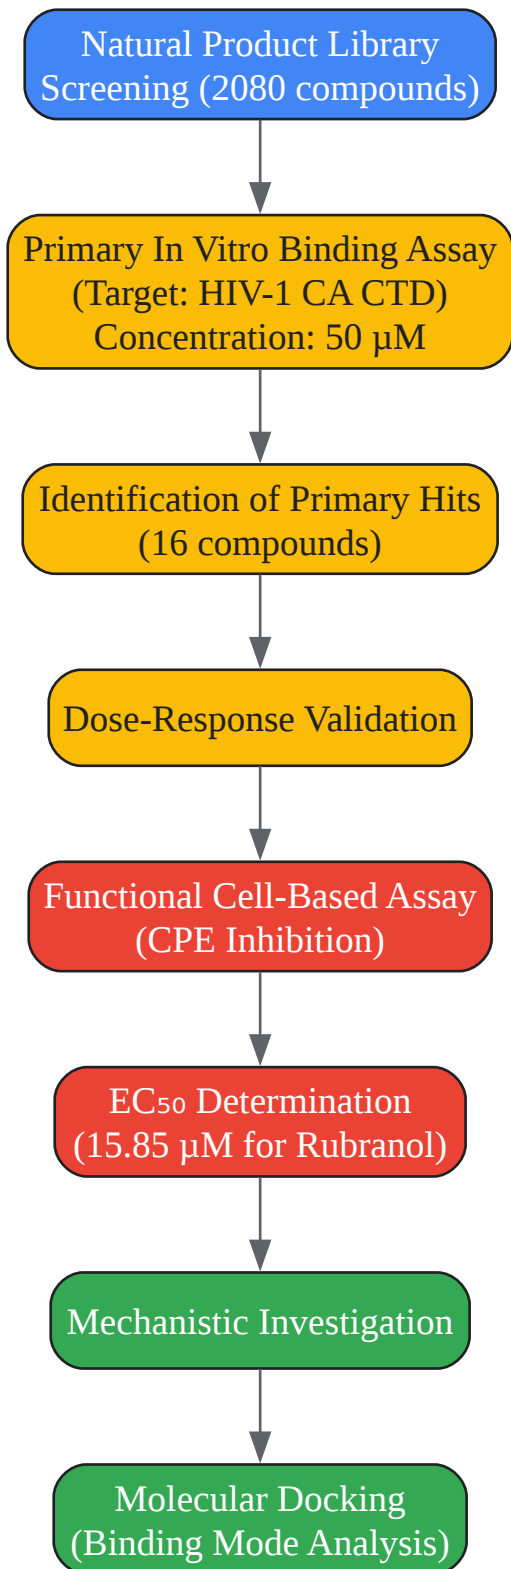 Natural Product Library
Screening (2080 compounds)
Primary In Vitro Binding Assay
(Target: HIV-1 CA CTD)
Concentration: 50 µM
Identification of Primary Hits
(16 compounds)
Dose-Response Validation
Functional Cell-Based Assay
(CPE Inhibition)
EC₅₀ Determination
(15.85 µM for Rubranol)
Mechanistic Investigation
Molecular Docking
(Binding Mode Analysis)